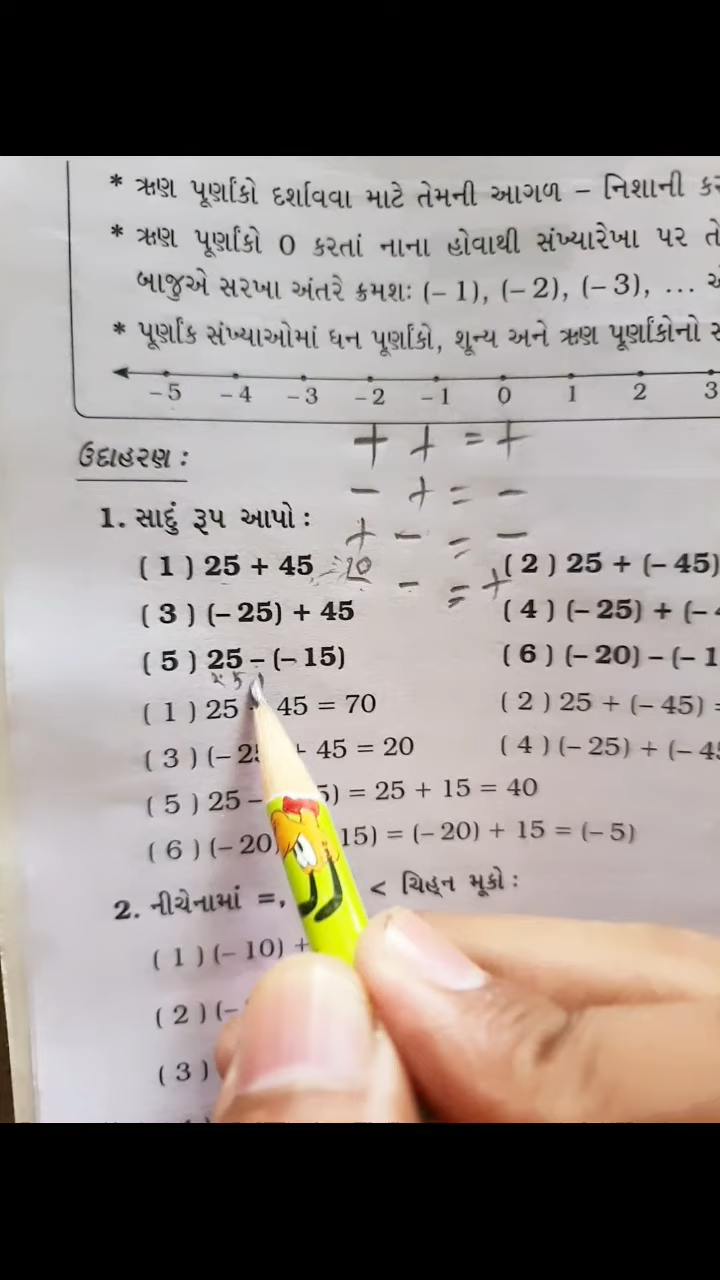 * ઋણ પૂર્ણાંકો દર્શાવવા માટે તેમની આગળ – નિશાની
* ઋણ પૂર્ણાંકો 0 કરતાં નાના હોવાથી સંખ્યારેખા પર
બાજુએ સરખા અંતરે ક્રમશઃ (– 1), (– 2), (– 3), ...
* પૂર્ણાંક સંખ્યાઓમાં ધન પૂર્ણાંકો, શૂન્ય અને ઋણ પૂર્ણાંકોનો
– 5 – 4 – 3 – 2 – 1 0 1 2 3
+ + = +
ઉદાહરણ :
– + = –
1. સાદું રૂપ આપો :
+ – = –
( 1 ) 25 + 45 20 ( 2 ) 25 + (– 45)
– = +
( 3 ) (– 25) + 45 ( 4 ) (– 25) + (–
( 5 ) 25 – (– 15) ( 6 ) (– 20) – (– 1
( 1 ) 25 45 = 70 ( 2 ) 25 + (– 45) =
( 3 ) (– 25 + 45 = 20 ( 4 ) (– 25) + (– 45
( 5 ) 25 – 5) = 25 + 15 = 40
( 6 ) (– 20) 15) = (– 20) + 15 = (– 5)
2. નીચેનામાં =, < ચિહ્ન મૂકો :
( 1 ) (– 10) +
( 2 ) (–
( 3 )